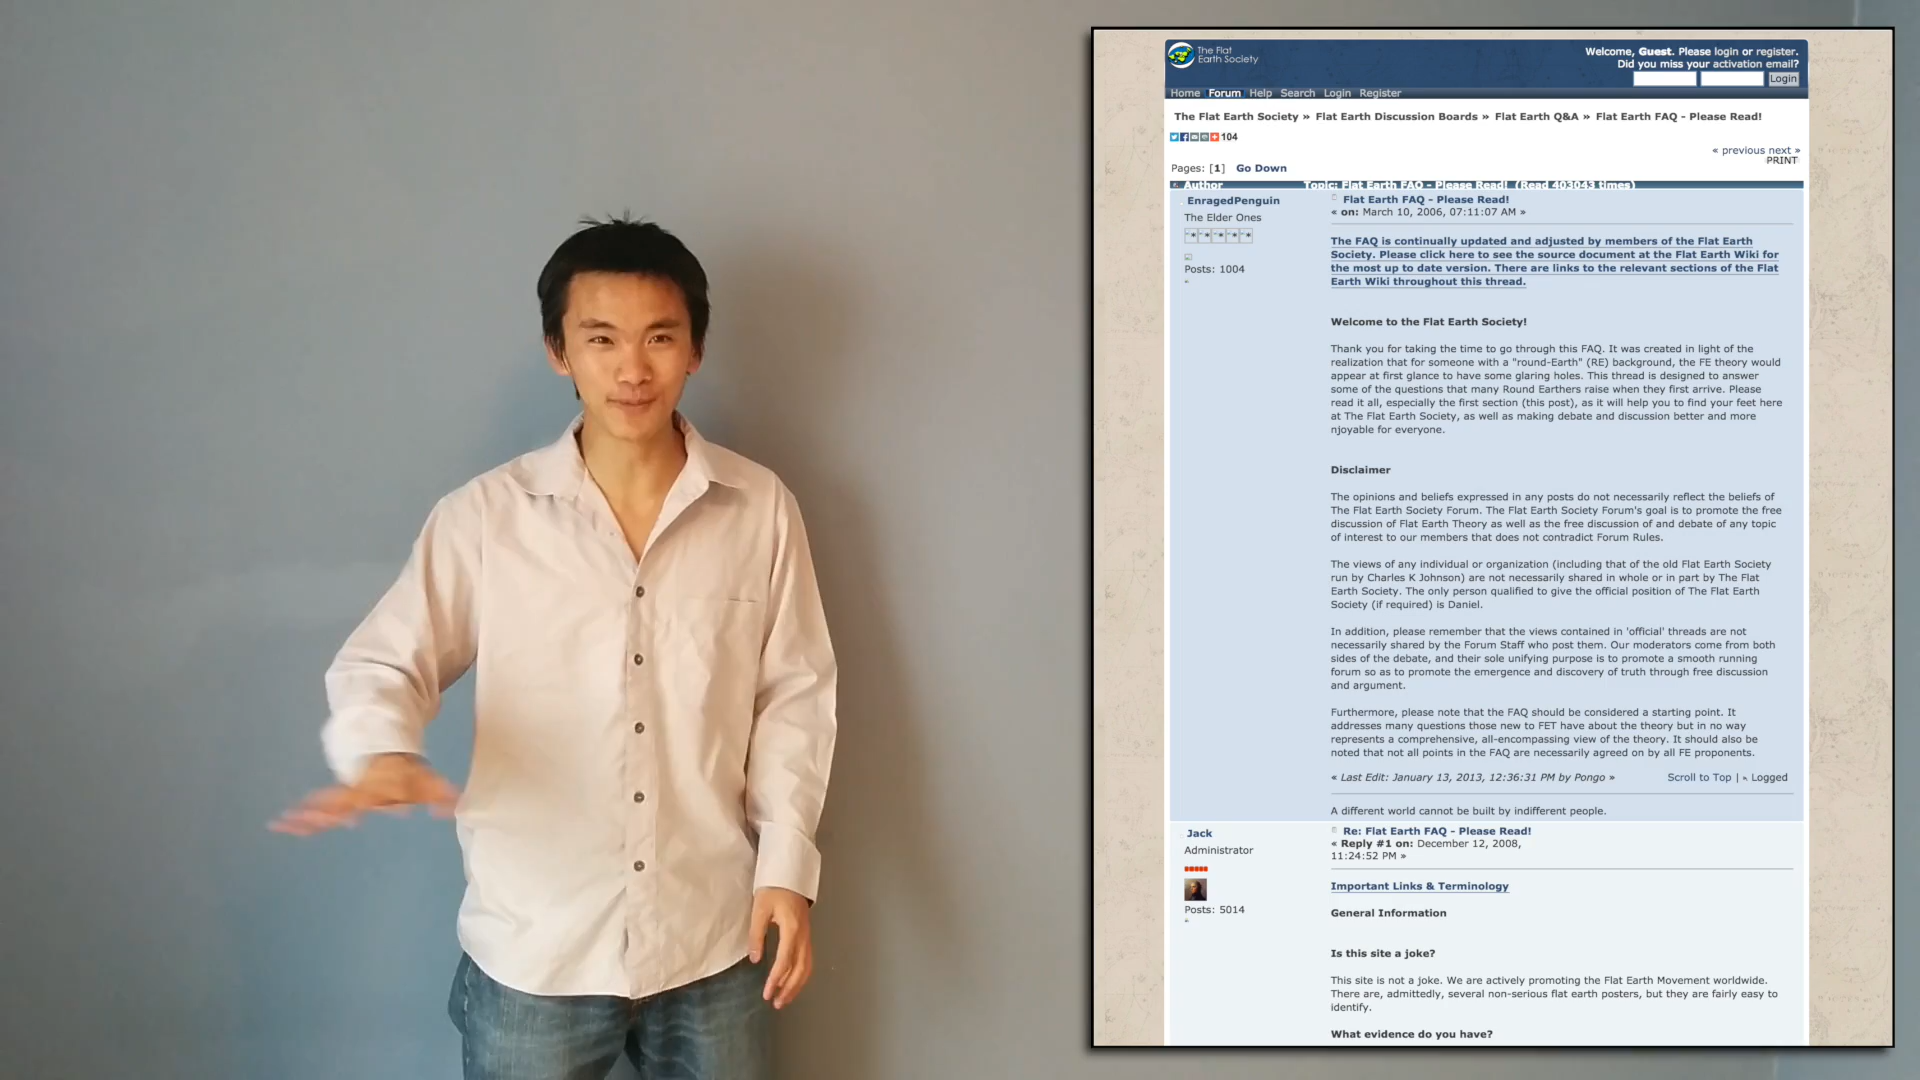 The Flat
Earth Society
Welcome, Guest. Please login or register.
Did you miss your activation email?
Login
Home Forum Help Search Login Register
The Flat Earth Society » Flat Earth Discussion Boards » Flat Earth Q&A » Flat Earth FAQ - Please Read!
104
« previous next »
PRINT
Pages: [1] Go Down
Author Topic: Flat Earth FAQ - Please Read! (Read 403043 times)
EnragedPenguin
The Elder Ones
Posts: 1004
Flat Earth FAQ - Please Read!
« on: March 10, 2006, 07:11:07 AM »
The FAQ is continually updated and adjusted by members of the Flat Earth
Society. Please click here to see the source document at the Flat Earth Wiki for
the most up to date version. There are links to the relevant sections of the Flat
Earth Wiki throughout this thread.
Welcome to the Flat Earth Society!
Thank you for taking the time to go through this FAQ. It was created in light of the
realization that for someone with a "round-Earth" (RE) background, the FE theory would
appear at first glance to have some glaring holes. This thread is designed to answer
some of the questions that many Round Earthers raise when they first arrive. Please
read it all, especially the first section (this post), as it will help you to find your feet here
at The Flat Earth Society, as well as making debate and discussion better and more
njoyable for everyone.
Disclaimer
The opinions and beliefs expressed in any posts do not necessarily reflect the beliefs of
The Flat Earth Society Forum. The Flat Earth Society Forum's goal is to promote the free
discussion of Flat Earth Theory as well as the free discussion of and debate of any topic
of interest to our members that does not contradict Forum Rules.
The views of any individual or organization (including that of the old Flat Earth Society
run by Charles K Johnson) are not necessarily shared in whole or in part by The Flat
Earth Society. The only person qualified to give the official position of The Flat Earth
Society (if required) is Daniel.
In addition, please remember that the views contained in 'official' threads are not
necessarily shared by the Forum Staff who post them. Our moderators come from both
sides of the debate, and their sole unifying purpose is to promote a smooth running
forum so as to promote the emergence and discovery of truth through free discussion
and argument.
Furthermore, please note that the FAQ should be considered a starting point. It
addresses many questions those new to FET have about the theory but in no way
represents a comprehensive, all-encompassing view of the theory. It should also be
noted that not all points in the FAQ are necessarily agreed on by all FE proponents.
« Last Edit: January 13, 2013, 12:36:31 PM by Pongo » Scroll to Top | Logged
A different world cannot be built by indifferent people.
Jack
Administrator
Posts: 5014
Re: Flat Earth FAQ - Please Read!
« Reply #1 on: December 12, 2008,
11:24:52 PM »
Important Links & Terminology
General Information
Is this site a joke?
This site is not a joke. We are actively promoting the Flat Earth Movement worldwide.
There are, admittedly, several non-serious flat earth posters, but they are fairly easy to
identify.
What evidence do you have?